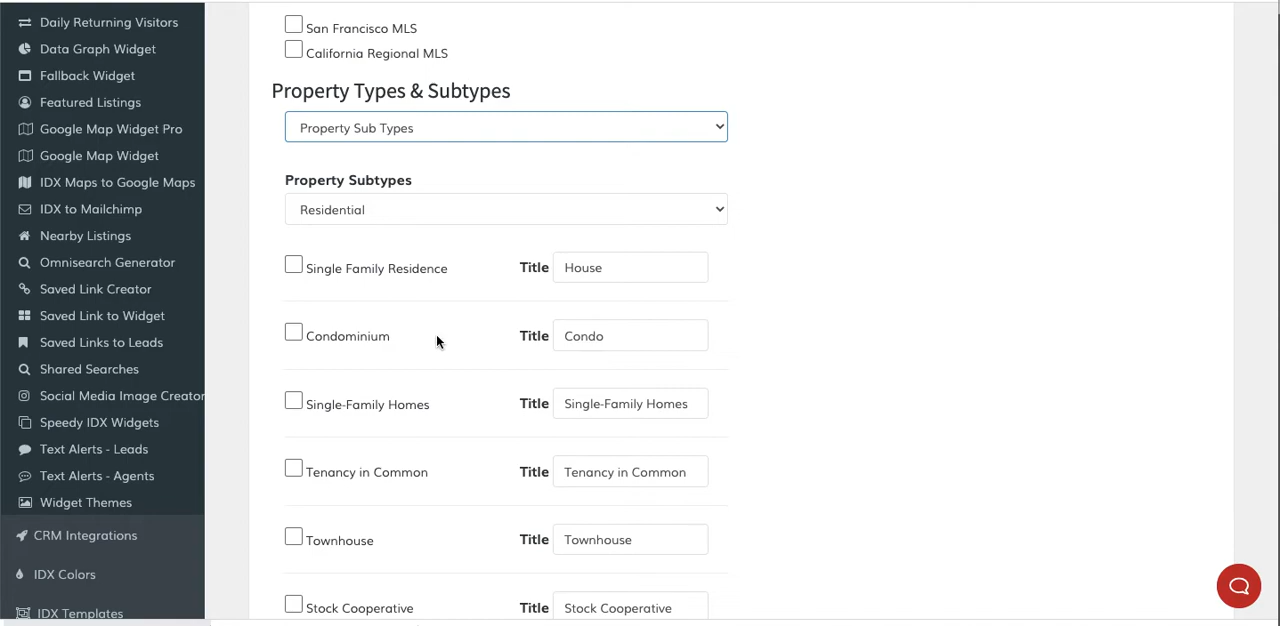 Daily Returning Visitors
Data Graph Widget
Fallback Widget
Featured Listings
Google Map Widget Pro
Google Map Widget
IDX Maps to Google Maps
IDX to Mailchimp
Nearby Listings
Omnisearch Generator
Saved Link Creator
Saved Link to Widget
Saved Links to Leads
Shared Searches
Social Media Image Creator
Speedy IDX Widgets
Text Alerts - Leads
Text Alerts - Agents
Widget Themes
CRM Integrations
IDX Colors
IDX Templates
San Francisco MLS
California Regional MLS
Property Types & Subtypes
Property Sub Types
Property Subtypes
Residential
Single Family Residence Title House
Condominium Title Condo
Single-Family Homes Title Single-Family Homes
Tenancy in Common Title Tenancy in Common
Townhouse Title Townhouse
Stock Cooperative Title Stock Cooperative